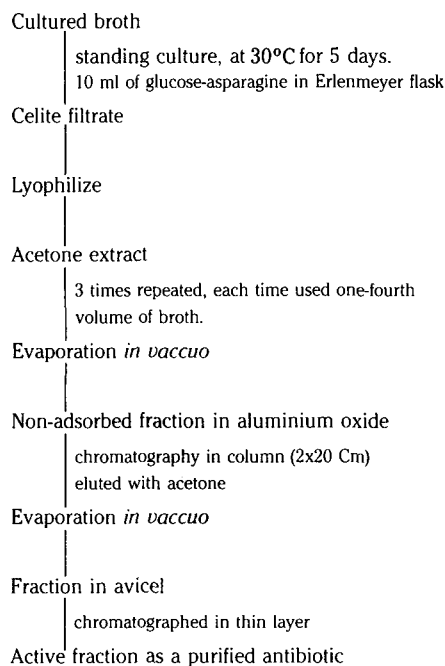 Cultured broth
standing culture, at 30°C for 5 days.
10 ml of glucose-asparagine in Erlenmeyer flask
Celite filtrate
Lyophilize
Acetone extract
3 times repeated, each time used one-fourth
volume of broth.
Evaporation in vaccuo
Non-adsorbed fraction in aluminium oxide
chromatography in column (2x20 Cm)
eluted with acetone
Evaporation in vaccuo
Fraction in avicel
chromatographed in thin layer
Active fraction as a purified antibiotic